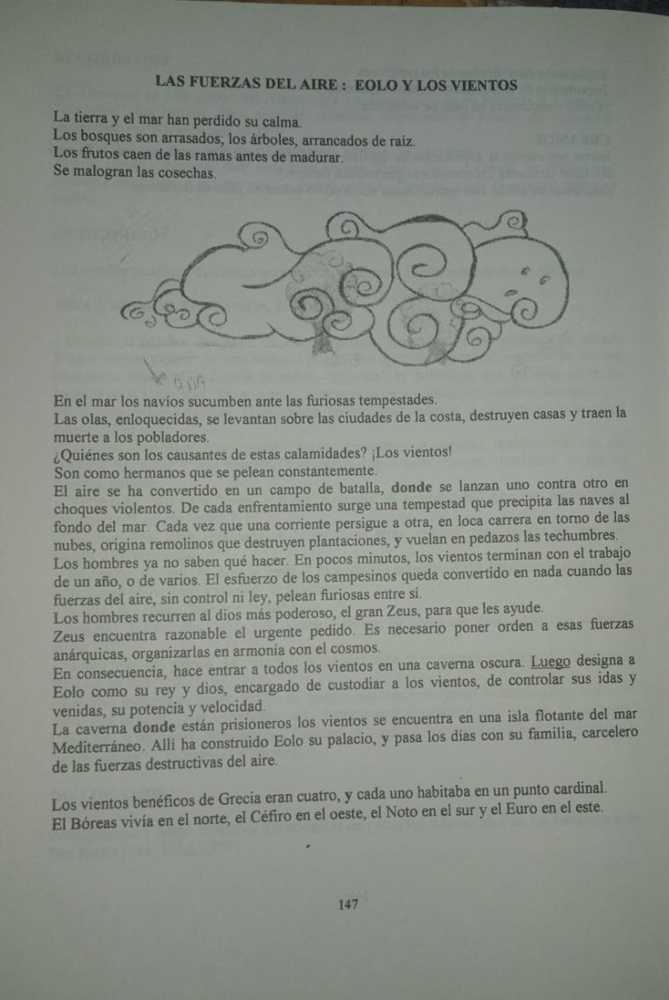 LAS FUERZAS DEL AIRE : EOLO Y LOS VIENTOS
La tierra y el mar han perdido su calma.
Los bosques son arrasados; los árboles, arrancados de raíz.
Los frutos caen de las ramas antes de madurar.
Se malogran las cosechas.
En el mar los navíos sucumben ante las furiosas tempestades.
Las olas, enloquecidas, se levantan sobre las ciudades de la costa, destruyen casas y traen la
muerte a los pobladores.
¿Quiénes son los causantes de estas calamidades? ¡Los vientos!
Son como hermanos que se pelean constantemente.
El aire se ha convertido en un campo de batalla, donde se lanzan uno contra otro en
choques violentos. De cada enfrentamiento surge una tempestad que precipita las naves al
fondo del mar. Cada vez que una corriente persigue a otra, en loca carrera en torno de las
nubes, origina remolinos que destruyen plantaciones, y vuelan en pedazos las techumbres.
Los hombres ya no saben qué hacer. En pocos minutos, los vientos terminan con el trabajo
de un año, o de varios. El esfuerzo de los campesinos queda convertido en nada cuando las
fuerzas del aire, sin control ni ley, pelean furiosas entre sí.
Los hombres recurren al dios más poderoso, el gran Zeus, para que les ayude.
Zeus encuentra razonable el urgente pedido. Es necesario poner orden a esas fuerzas
anárquicas, organizarlas en armonía con el cosmos.
En consecuencia, hace entrar a todos los vientos en una caverna oscura. Luego designa a
Eolo como su rey y dios, encargado de custodiar a los vientos, de controlar sus idas y
venidas, su potencia y velocidad.
La caverna donde están prisioneros los vientos se encuentra en una isla flotante del mar
Mediterráneo. Allí ha construido Eolo su palacio, y pasa los días con su familia, carcelero
de las fuerzas destructivas del aire.
Los vientos benéficos de Grecia eran cuatro, y cada uno habitaba en un punto cardinal.
El Bóreas vivía en el norte, el Céfiro en el oeste, el Noto en el sur y el Euro en el este.
147